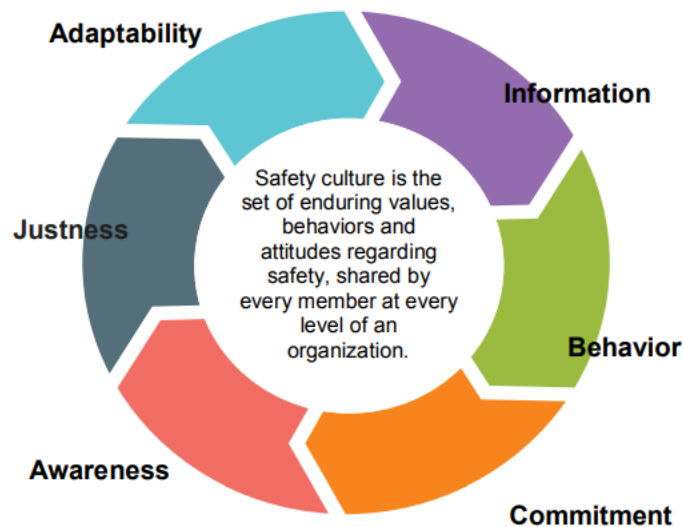 Adaptability
Information
Safety culture is the
set of enduring values,
behaviors and
attitudes regarding
safety, shared by
every member at every
level of an
organization.
Justness
Behavior
Awareness
Commitment